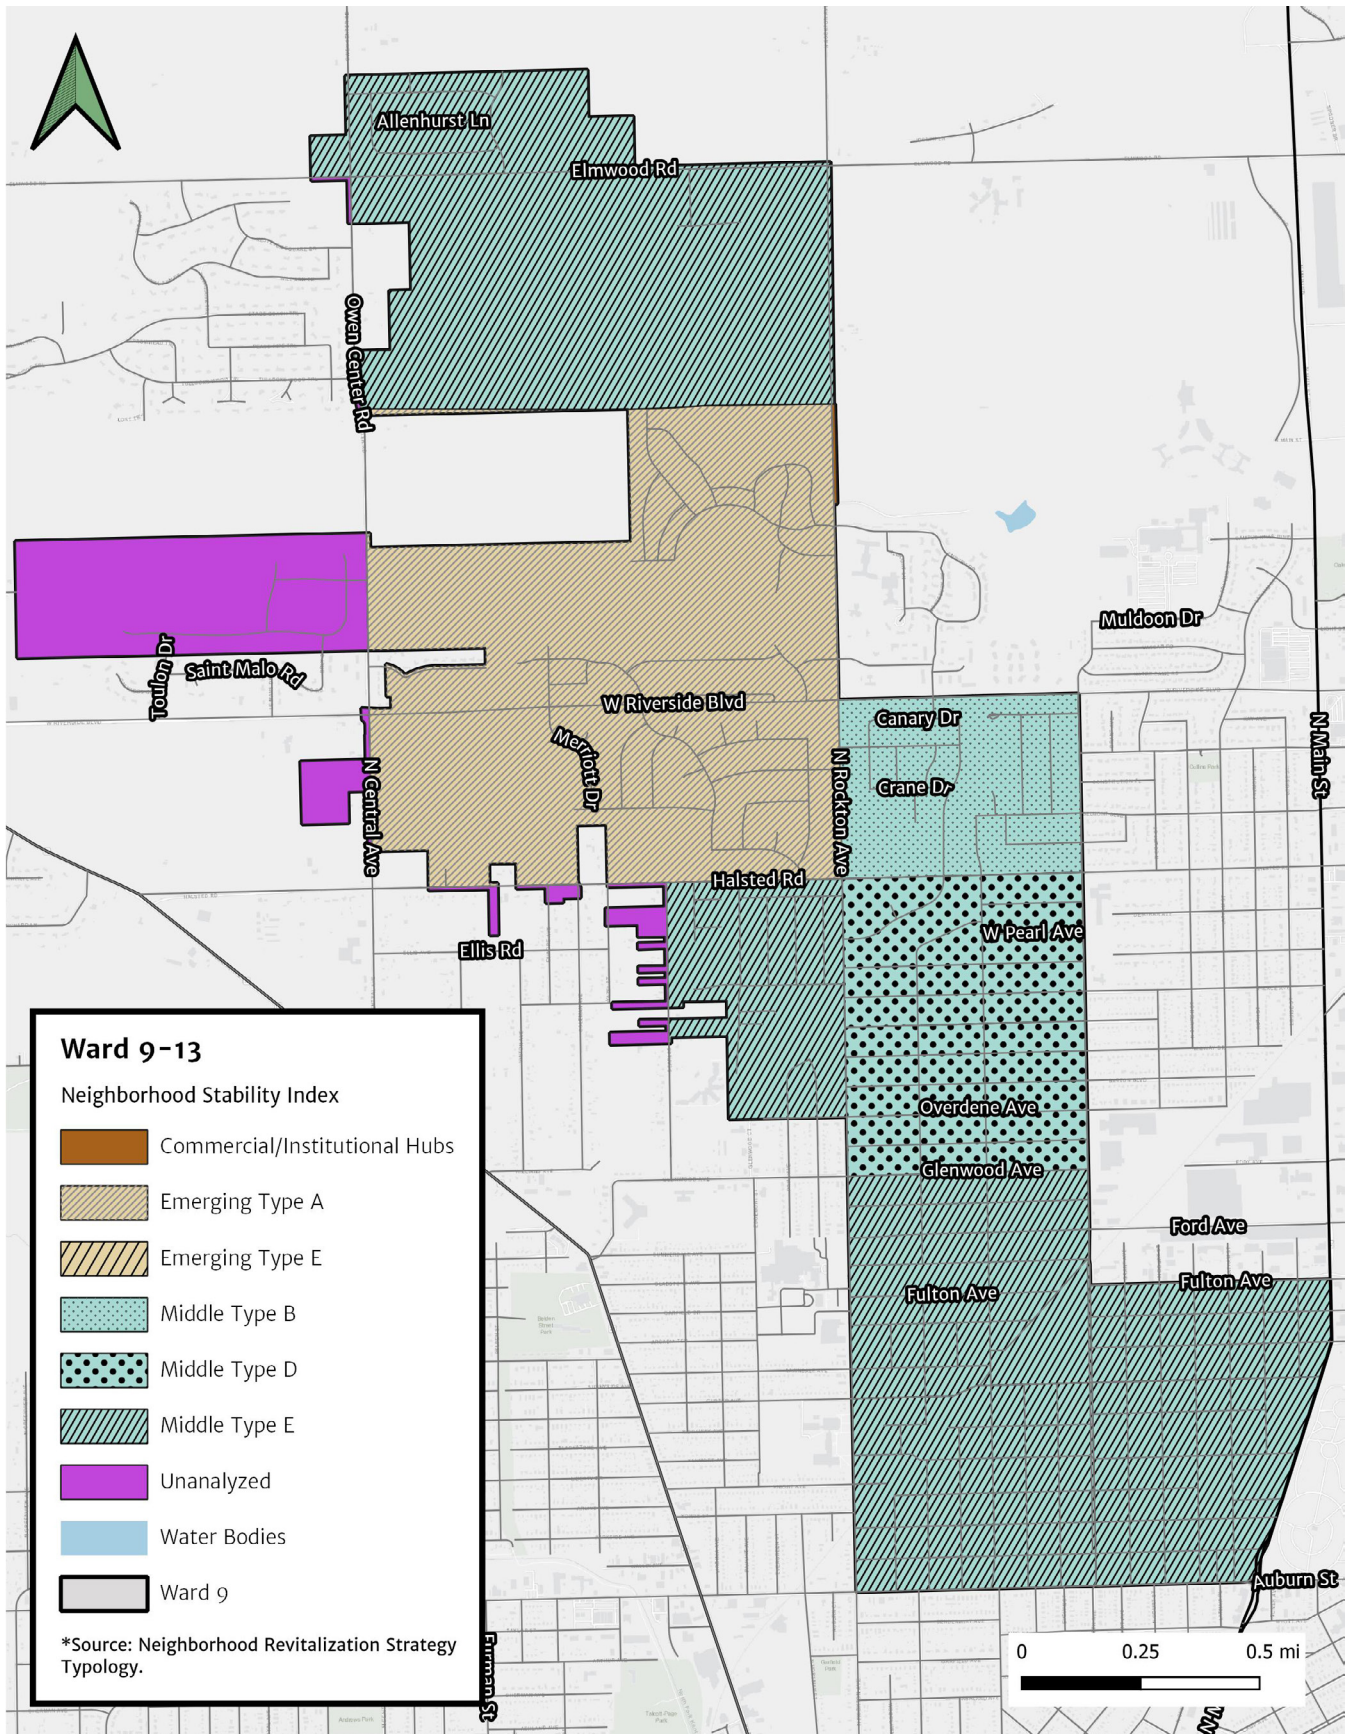 Allenhurst Ln
Elmwood Rd
Owen Center Rd
Muldoon Dr
Toulon Dr
Saint Malo Rd
W Riverside Blvd
Canary Dr
N Main St
Merriott Dr
N Central Ave
N Rockton Ave
Crane Dr
Halsted Rd
W Pearl Ave
Ellis Rd
Overdene Ave
Glenwood Ave
Ford Ave
Fulton Ave
Fulton Ave
Auburn St
Furman St
Ward 9-13
Neighborhood Stability Index
Commercial/Institutional Hubs
Emerging Type A
Emerging Type E
Middle Type B
Middle Type D
Middle Type E
Unanalyzed
Water Bodies
Ward 9
*Source: Neighborhood Revitalization Strategy
Typology.
0 0.25 0.5 mi